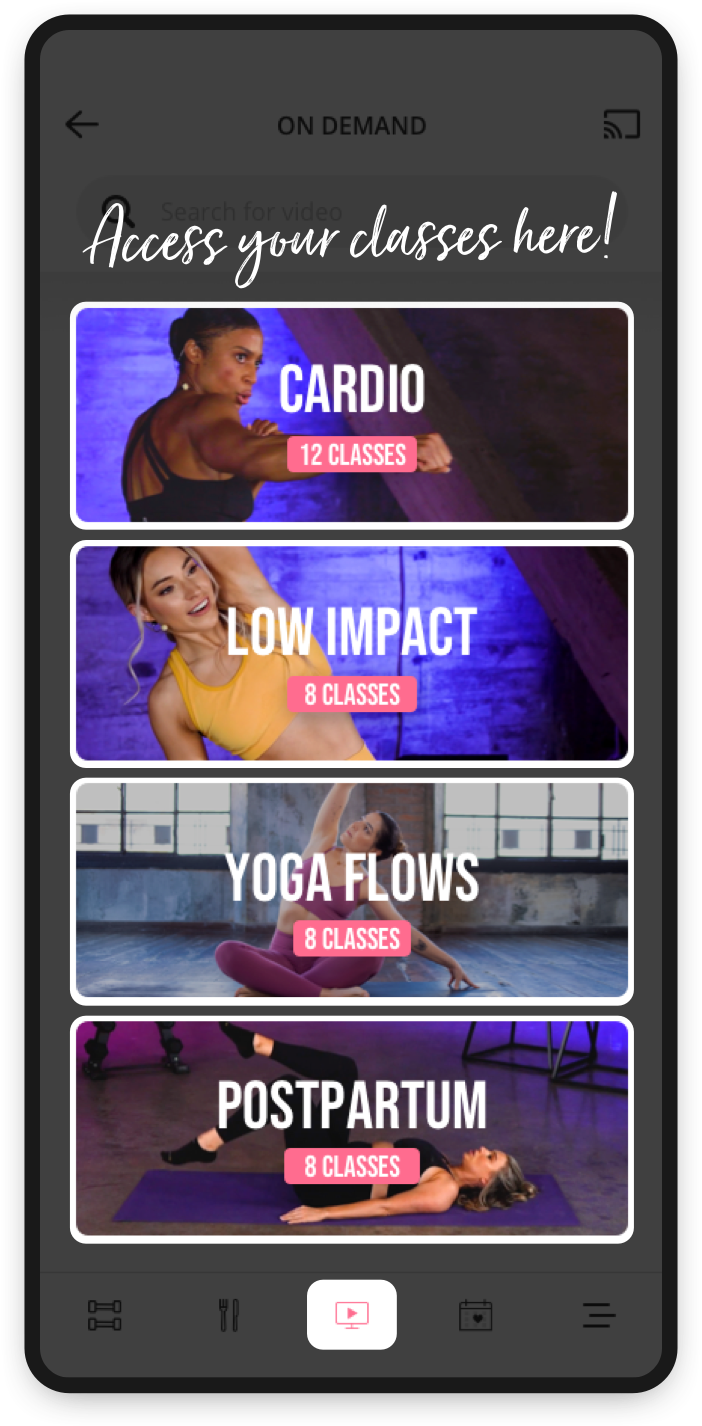 ON DEMAND
Search for video
Access your classes here!
CARDIO
12 CLASSES
LOW IMPACT
8 CLASSES
YOGA FLOWS
8 CLASSES
POSTPARTUM
8 CLASSES